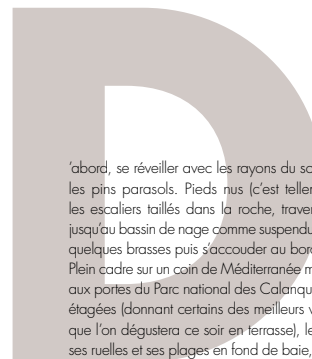 D
'abord, se réveiller avec les rayons du so
les pins parasols. Pieds nus (c'est teller
les escaliers taillés dans la roche, traver
jusqu'au bassin de nage comme suspendu
quelques brasses puis s'accouder au bord
Plein cadre sur un coin de Méditerranée m
aux portes du Parc national des Calanqu
étagées (donnant certains des meilleurs v
que l'on dégustera ce soir en terrasse), le
ses ruelles et ses plages en fond de baie,